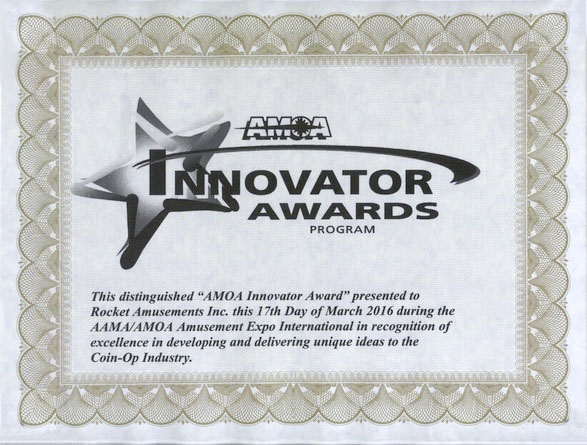 AMOA
INNOVATOR
AWARDS
PROGRAM
This distinguished “AMOA Innovator Award” presented to
Rocket Amusements Inc. this 17th Day of March 2016 during the
AAMA/AMOA Amusement Expo International in recognition of
excellence in developing and delivering unique ideas to the
Coin-Op Industry.